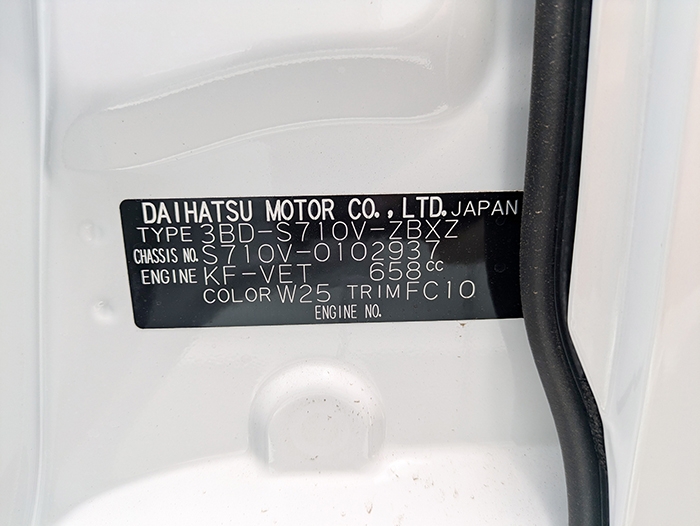 DAIHATSU MOTOR CO., LTD. JAPAN
TYPE 3BD-S710V-ZBXZ
CHASSIS NO. S710V-0102937
ENGINE KF-VET 658cc
COLOR W25 TRIM FC10
ENGINE NO.